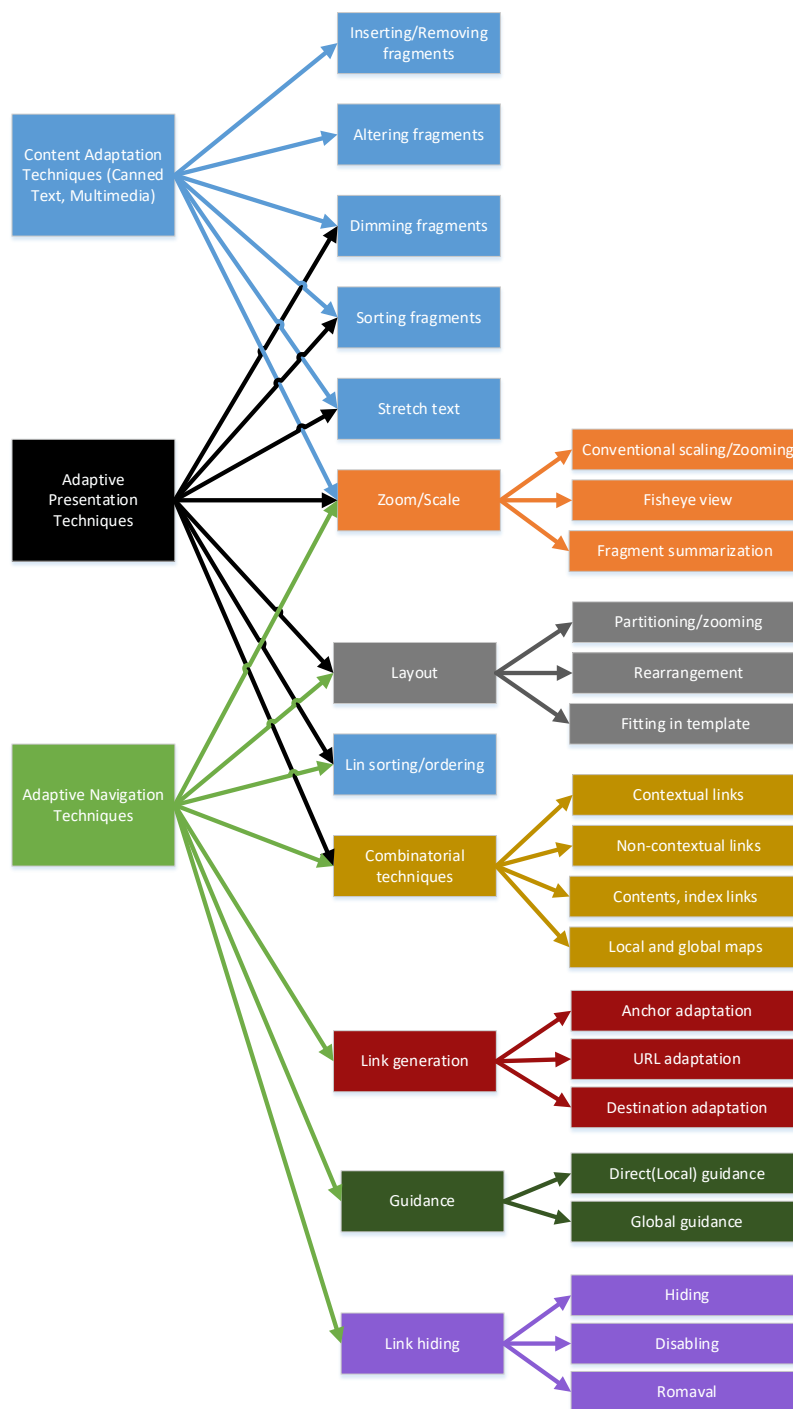 Inserting/Removing
fragments
Content Adaptation
Techniques (Canned
Text, Multimedia)
Altering fragments
Dimming fragments
Sorting fragments
Stretch text
Adaptive
Presentation
Techniques
Zoom/Scale
Conventional scaling/Zooming
Fisheye view
Fragment summarization
Layout
Partitioning/zooming
Rearrangement
Fitting in template
Adaptive Navigation
Techniques
Lin sorting/ordering
Combinatorial
techniques
Contextual links
Non-contextual links
Contents, index links
Local and global maps
Link generation
Anchor adaptation
URL adaptation
Destination adaptation
Guidance
Direct(Local) guidance
Global guidance
Link hiding
Hiding
Disabling
Romaval